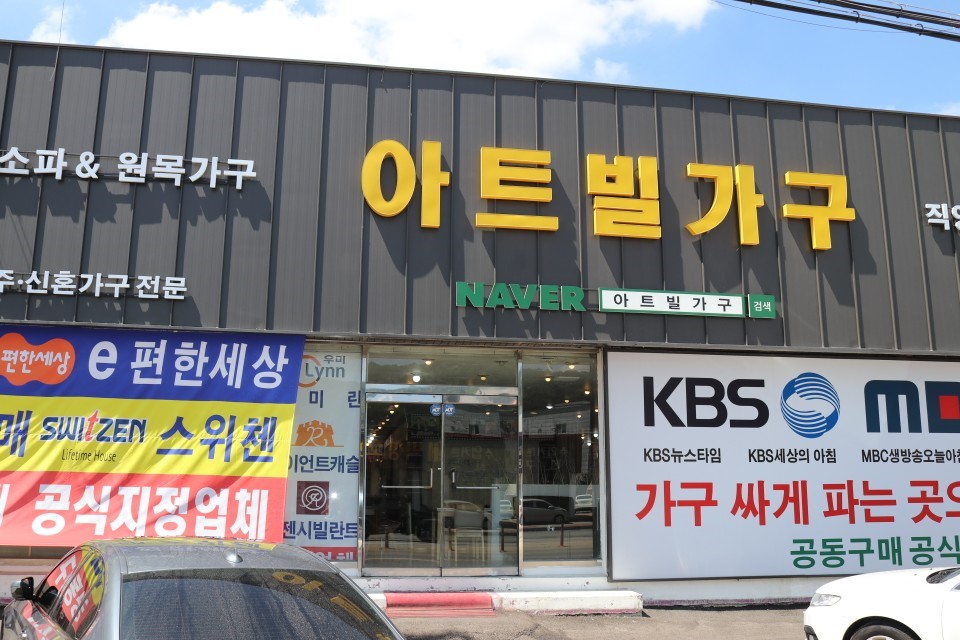 소파 & 원목가구
아트빌가구
직영
주·신혼가구 전문
NAVER 아트빌가구 검색
편한세상 e 편한세상
매 SWitZEN 스위첸
Lifetime House
공식지정업체
우미
Lynn
미 린
이언트캐슬
젠시빌란트
KBS
KBS뉴스타임 KBS세상의 아침 MBC생방송오늘아침
가구 싸게 파는 곳으
공동구매 공식